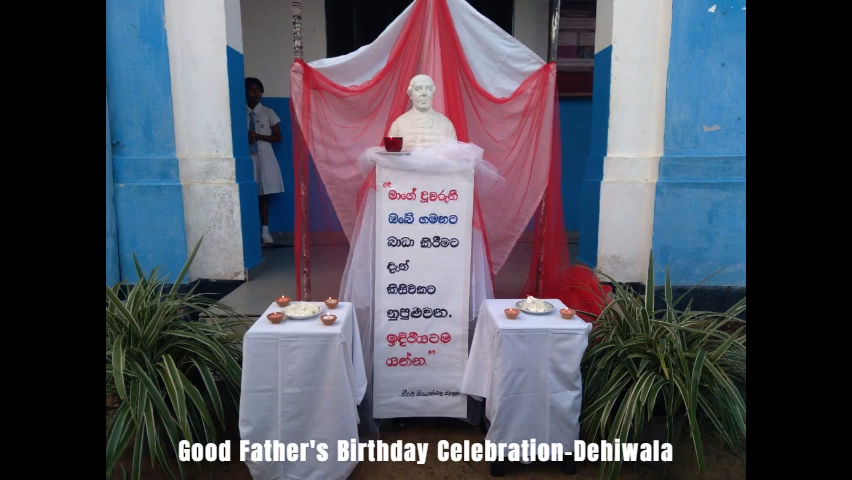 "මාගේ දූවරුනි
ඔබේ ගමනට
බාධා කිරීමට
දැන්
කිසිවකට
නුපුළුවන.
ඉදිරියටම
යන්න."
Good Father's Birthday Celebration-Dehiwala